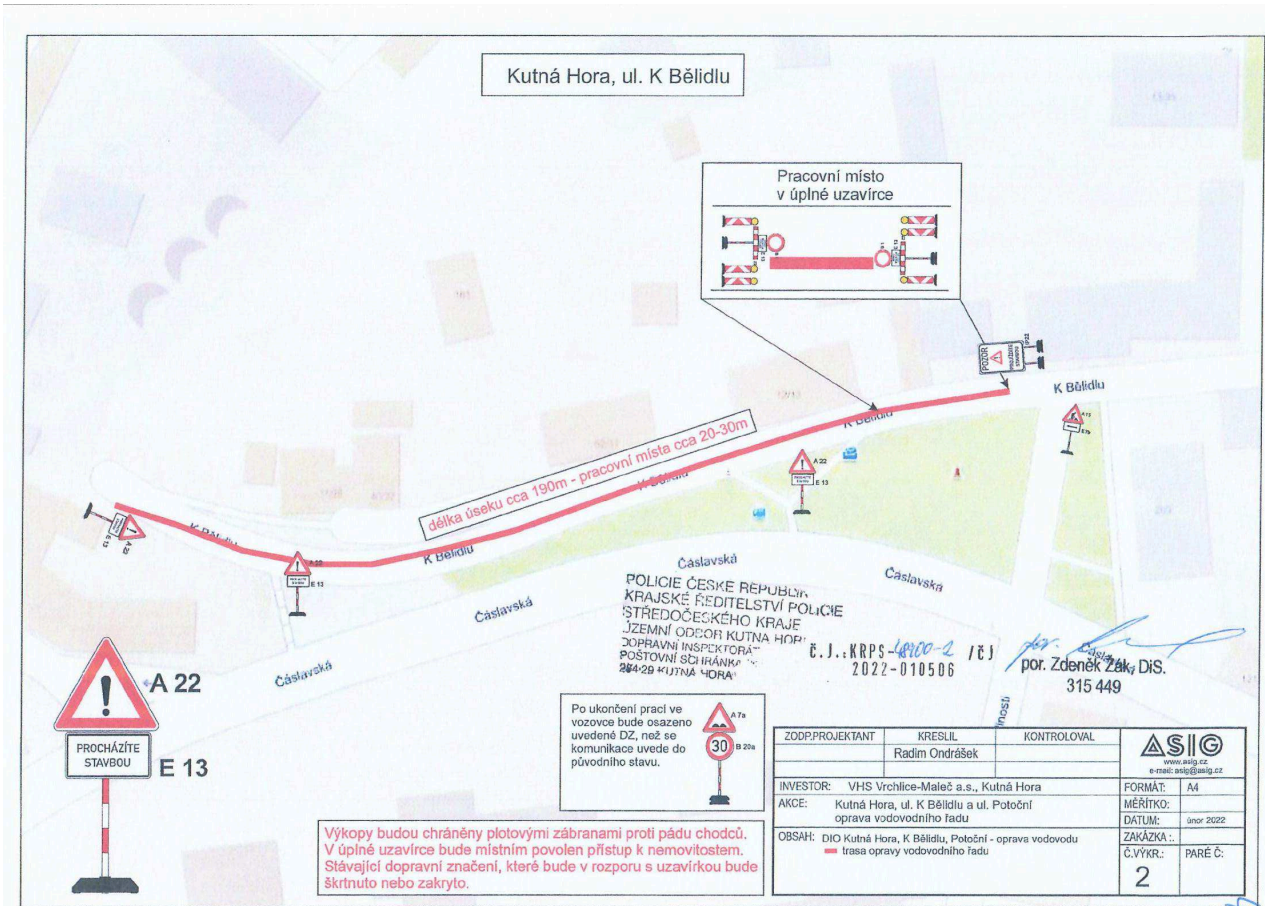 Kutná Hora, ul. K Bělidlu
Pracovní místo
v úplné uzavírce
POZOR
K Bělidlu
K Bělidlu
A 22
E 13
délka úseku cca 190m - pracovní místa cca 20-30m
K Bělidlu
E 13
A 22
K Bělidlu
A 22
E 13
K Bělidlu
Čáslavská
Čáslavská
Čáslavská
Čáslavská
POLICIE ČESKÉ REPUBLIKY
KRAJSKÉ ŘEDITELSTVÍ POLICIE
STŘEDOČESKÉHO KRAJE
ÚZEMNÍ ODBOR KUTNÁ HORA
DOPRAVNÍ INSPEKTORÁT
POŠTOVNÍ SCHRÁNKA
284 29 KUTNÁ HORA
Č.J.:KRPS- /ČJ
2022-010506
por. Zdeněk Žák, DiS.
315 449
A 22
PROCHÁZÍTE
STAVBOU
E 13
Po ukončení prací ve
vozovce bude osazeno
uvedené DZ, než se
komunikace uvede do
původního stavu.
A 7a
30
B 20a
Výkopy budou chráněny plotovými zábranami proti pádu chodců.
V úplné uzavírce bude místním povolen přístup k nemovitostem.
Stávající dopravní značení, které bude v rozporu s uzavírkou bude
škrtnuto nebo zakryto.
ZODP.PROJEKTANT KRESLIL KONTROLOVAL
Radim Ondrášek
ASIG
www.asig.cz
e-mail: asig@asig.cz
INVESTOR: VHS Vrchlice-Maleč a.s., Kutná Hora
AKCE: Kutná Hora, ul. K Bělidlu a ul. Potoční
oprava vodovodního řadu
OBSAH: DIO Kutná Hora, K Bělidlu, Potoční - oprava vodovodu
trasa opravy vodovodního řadu
FORMÁT: A4
MĚŘÍTKO:
DATUM: únor 2022
ZAKÁZKA :.
Č.VÝKR.: PARÉ Č:
2